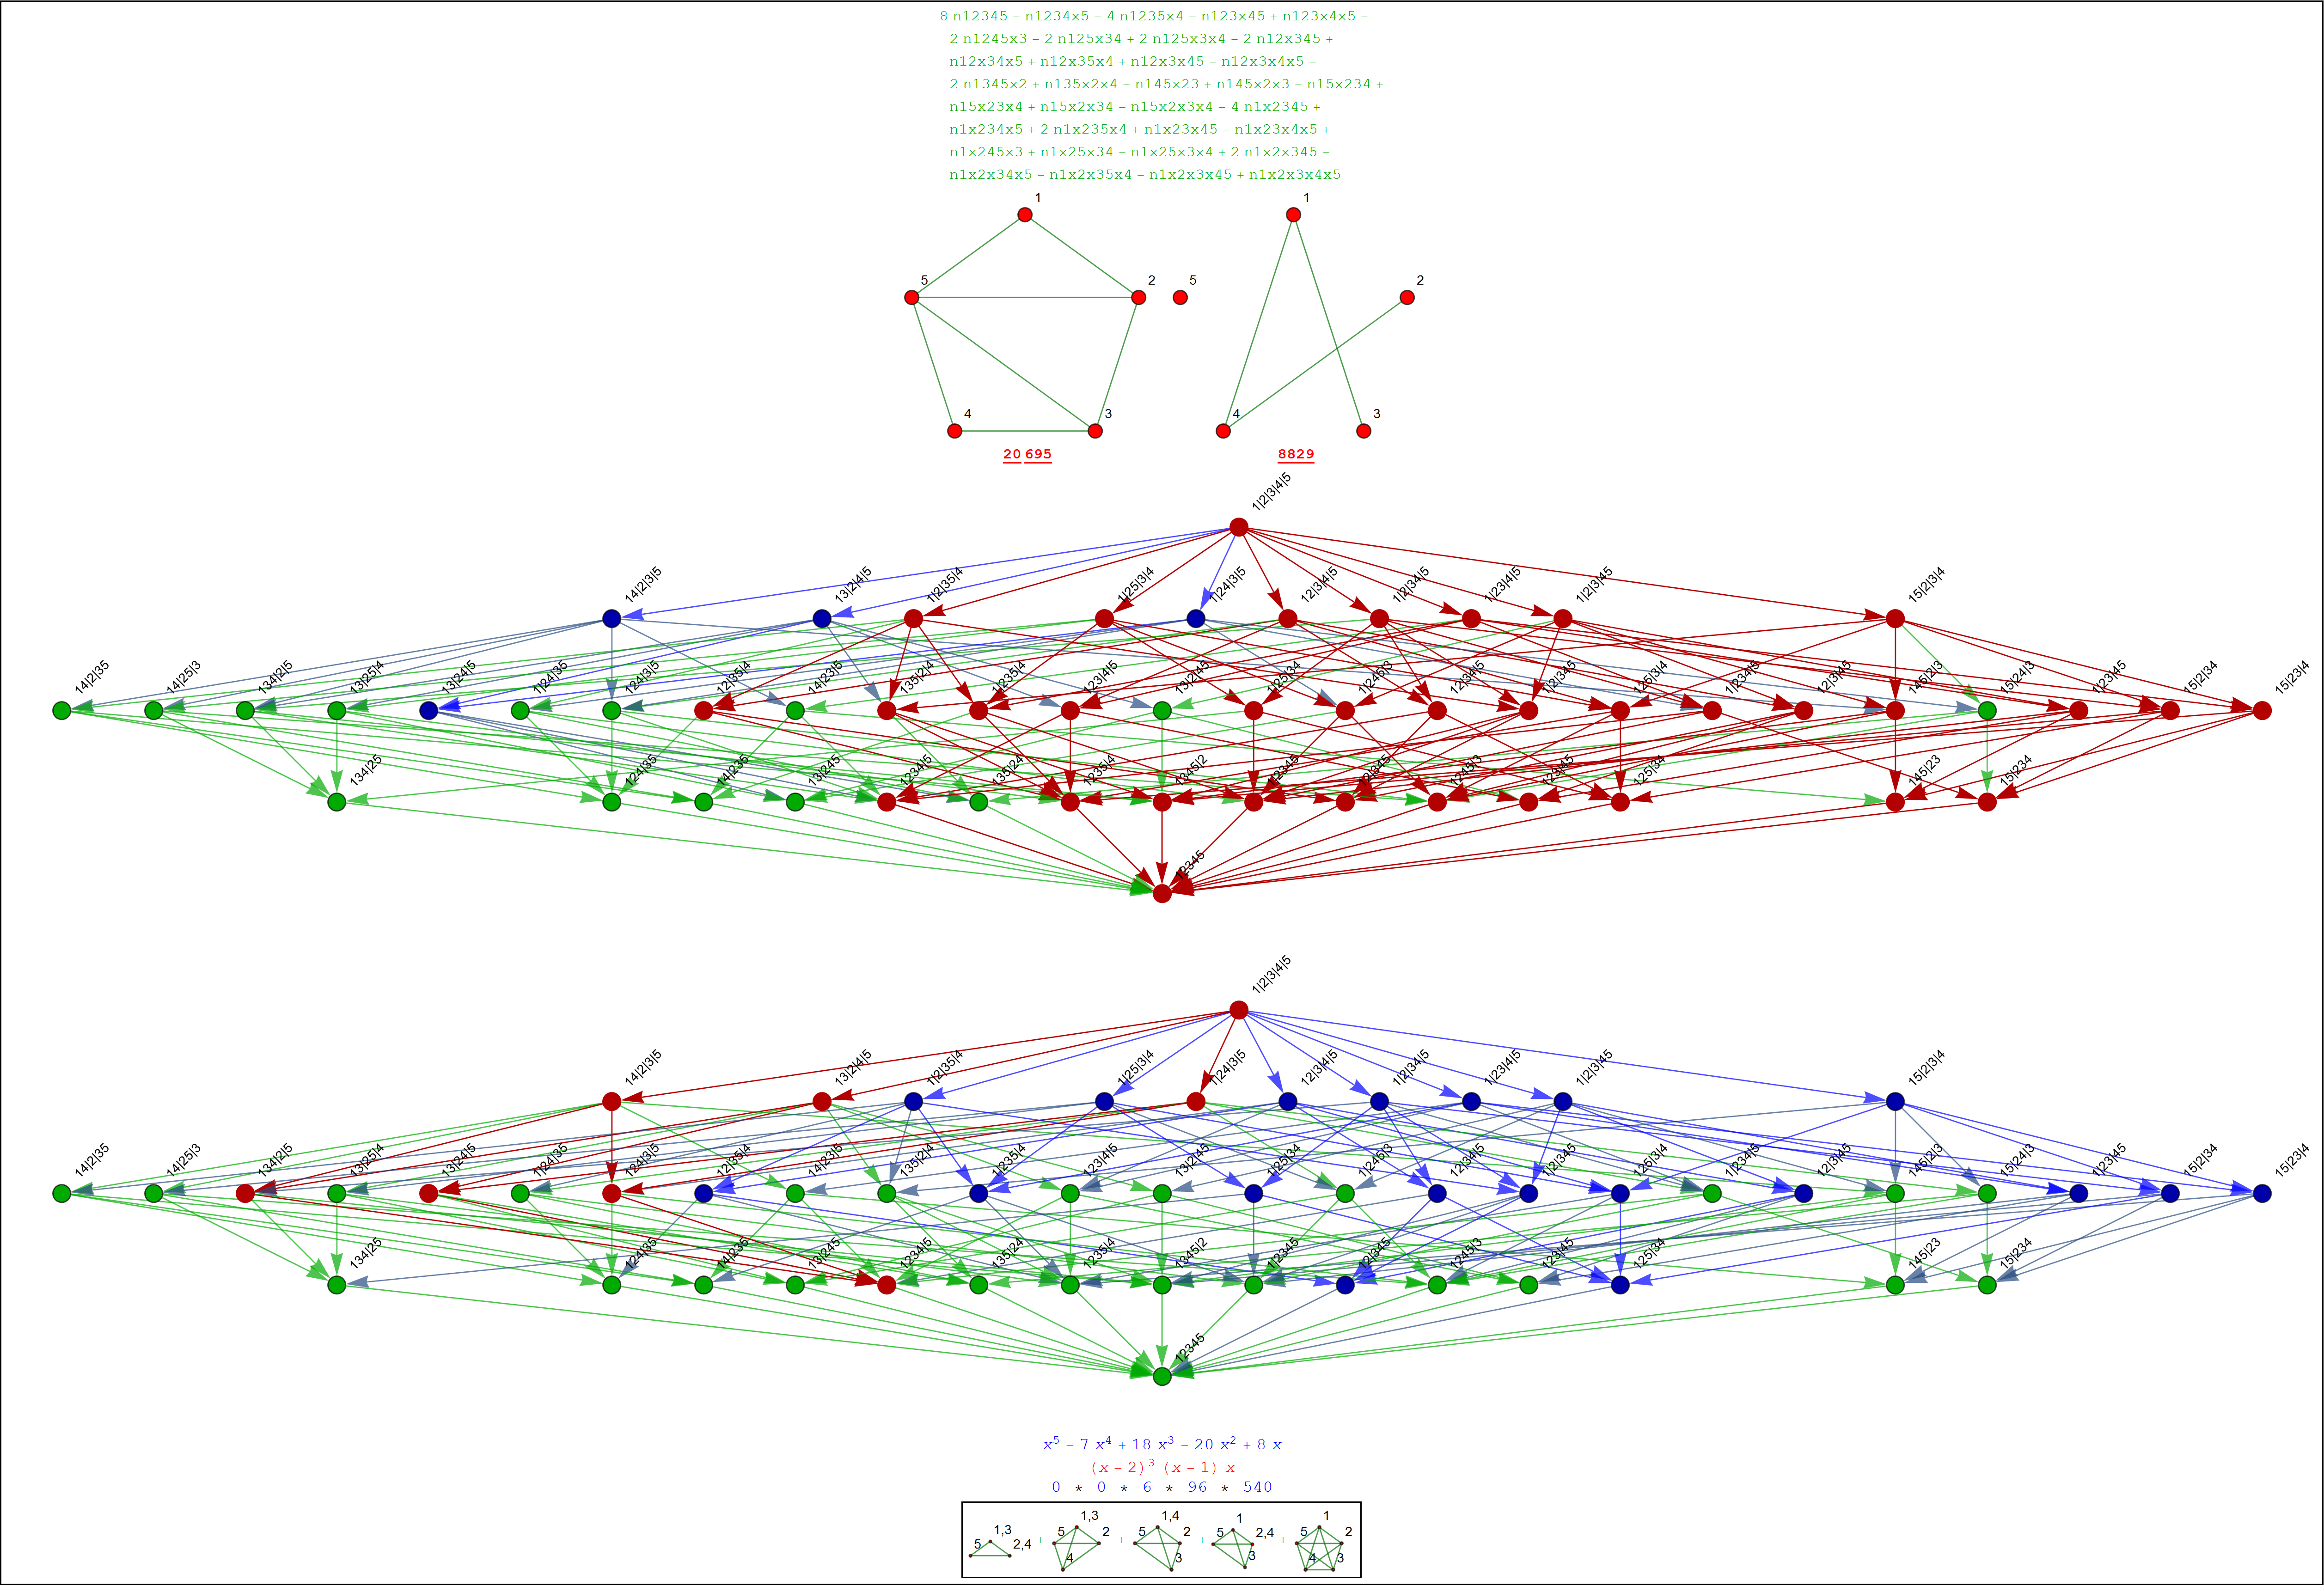 8 n12345 – n1234x5 – 4 n1235x4 – n123x45 + n123x4x5 –
2 n1245x3 – 2 n125x34 + 2 n125x3x4 – 2 n12x345 +
n12x34x5 + n12x35x4 + n12x3x45 – n12x3x4x5 –
2 n1345x2 + n135x2x4 – n145x23 + n145x2x3 – n15x234 +
n15x23x4 + n15x2x34 – n15x2x3x4 – 4 n1x2345 +
n1x234x5 + 2 n1x235x4 + n1x23x45 – n1x23x4x5 +
n1x245x3 + n1x25x34 – n1x25x3x4 + 2 n1x2x345 –
n1x2x34x5 – n1x2x35x4 – n1x2x3x45 + n1x2x3x4x5
1 1
5 2 5 2
4 3 4 3
20 695 8829
1|2|3|4|5
14|2|3|5 13|2|4|5 1|2|35|4 1|25|3|4 1|24|3|5 12|3|4|5 1|2|34|5 1|23|4|5 1|2|3|45 15|2|3|4
14|2|35 14|25|3 134|2|5 13|25|4 13|24|5 1|24|35 124|3|5 12|35|4 14|23|5 135|2|4 1|235|4 123|4|5 13|2|45 1|25|34 1|245|3 12|34|5 1|2|345 125|3|4 1|234|5 12|3|45 145|2|3 15|24|3 1|23|45 15|2|34 15|23|4
134|25 124|35 14|235 13|245 1234|5 135|24 1235|4 1345|2 1|2345 12|345 1245|3 123|45 125|34 145|23 15|234
12345
1|2|3|4|5
14|2|3|5 13|2|4|5 1|2|35|4 1|25|3|4 1|24|3|5 12|3|4|5 1|2|34|5 1|23|4|5 1|2|3|45 15|2|3|4
14|2|35 14|25|3 134|2|5 13|25|4 13|24|5 1|24|35 124|3|5 12|35|4 14|23|5 135|2|4 1|235|4 123|4|5 13|2|45 1|25|34 1|245|3 12|34|5 1|2|345 125|3|4 1|234|5 12|3|45 145|2|3 15|24|3 1|23|45 15|2|34 15|23|4
134|25 124|35 14|235 13|245 1234|5 135|24 1235|4 1345|2 1|2345 12|345 1245|3 123|45 125|34 145|23 15|234
12345
x⁵ – 7 x⁴ + 18 x³ – 20 x² + 8 x
(x – 2)³ (x – 1) x
0 * 0 * 6 * 96 * 540
1,3 5 2,4 + 1,3 5 2 4 + 1,4 5 2 3 + 1 5 2,4 3 + 1 5 2 4 3